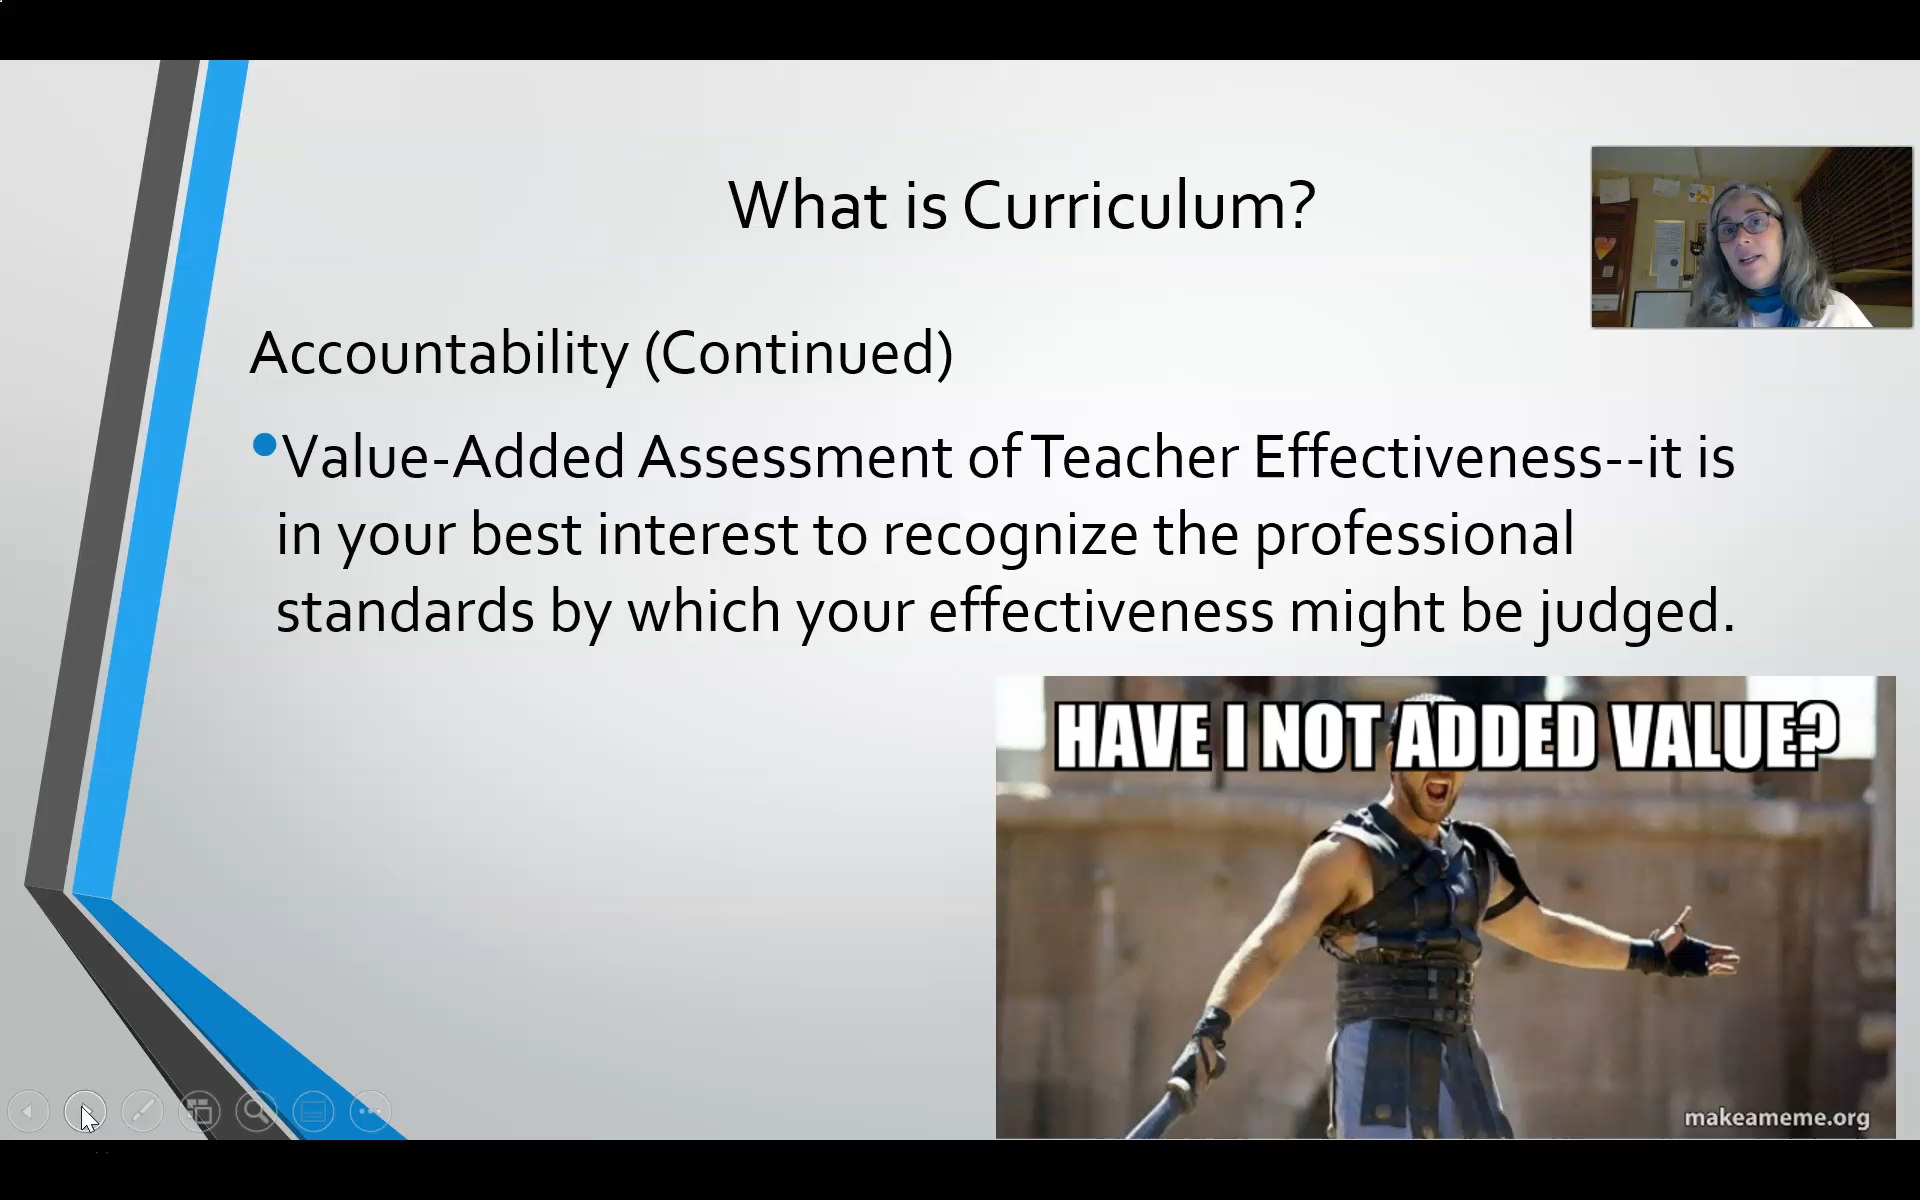 What is Curriculum?
Accountability (Continued)
•Value-Added Assessment of Teacher Effectiveness--it is
in your best interest to recognize the professional
standards by which your effectiveness might be judged.
HAVE I NOT ADDED VALUE?
makeameme.org